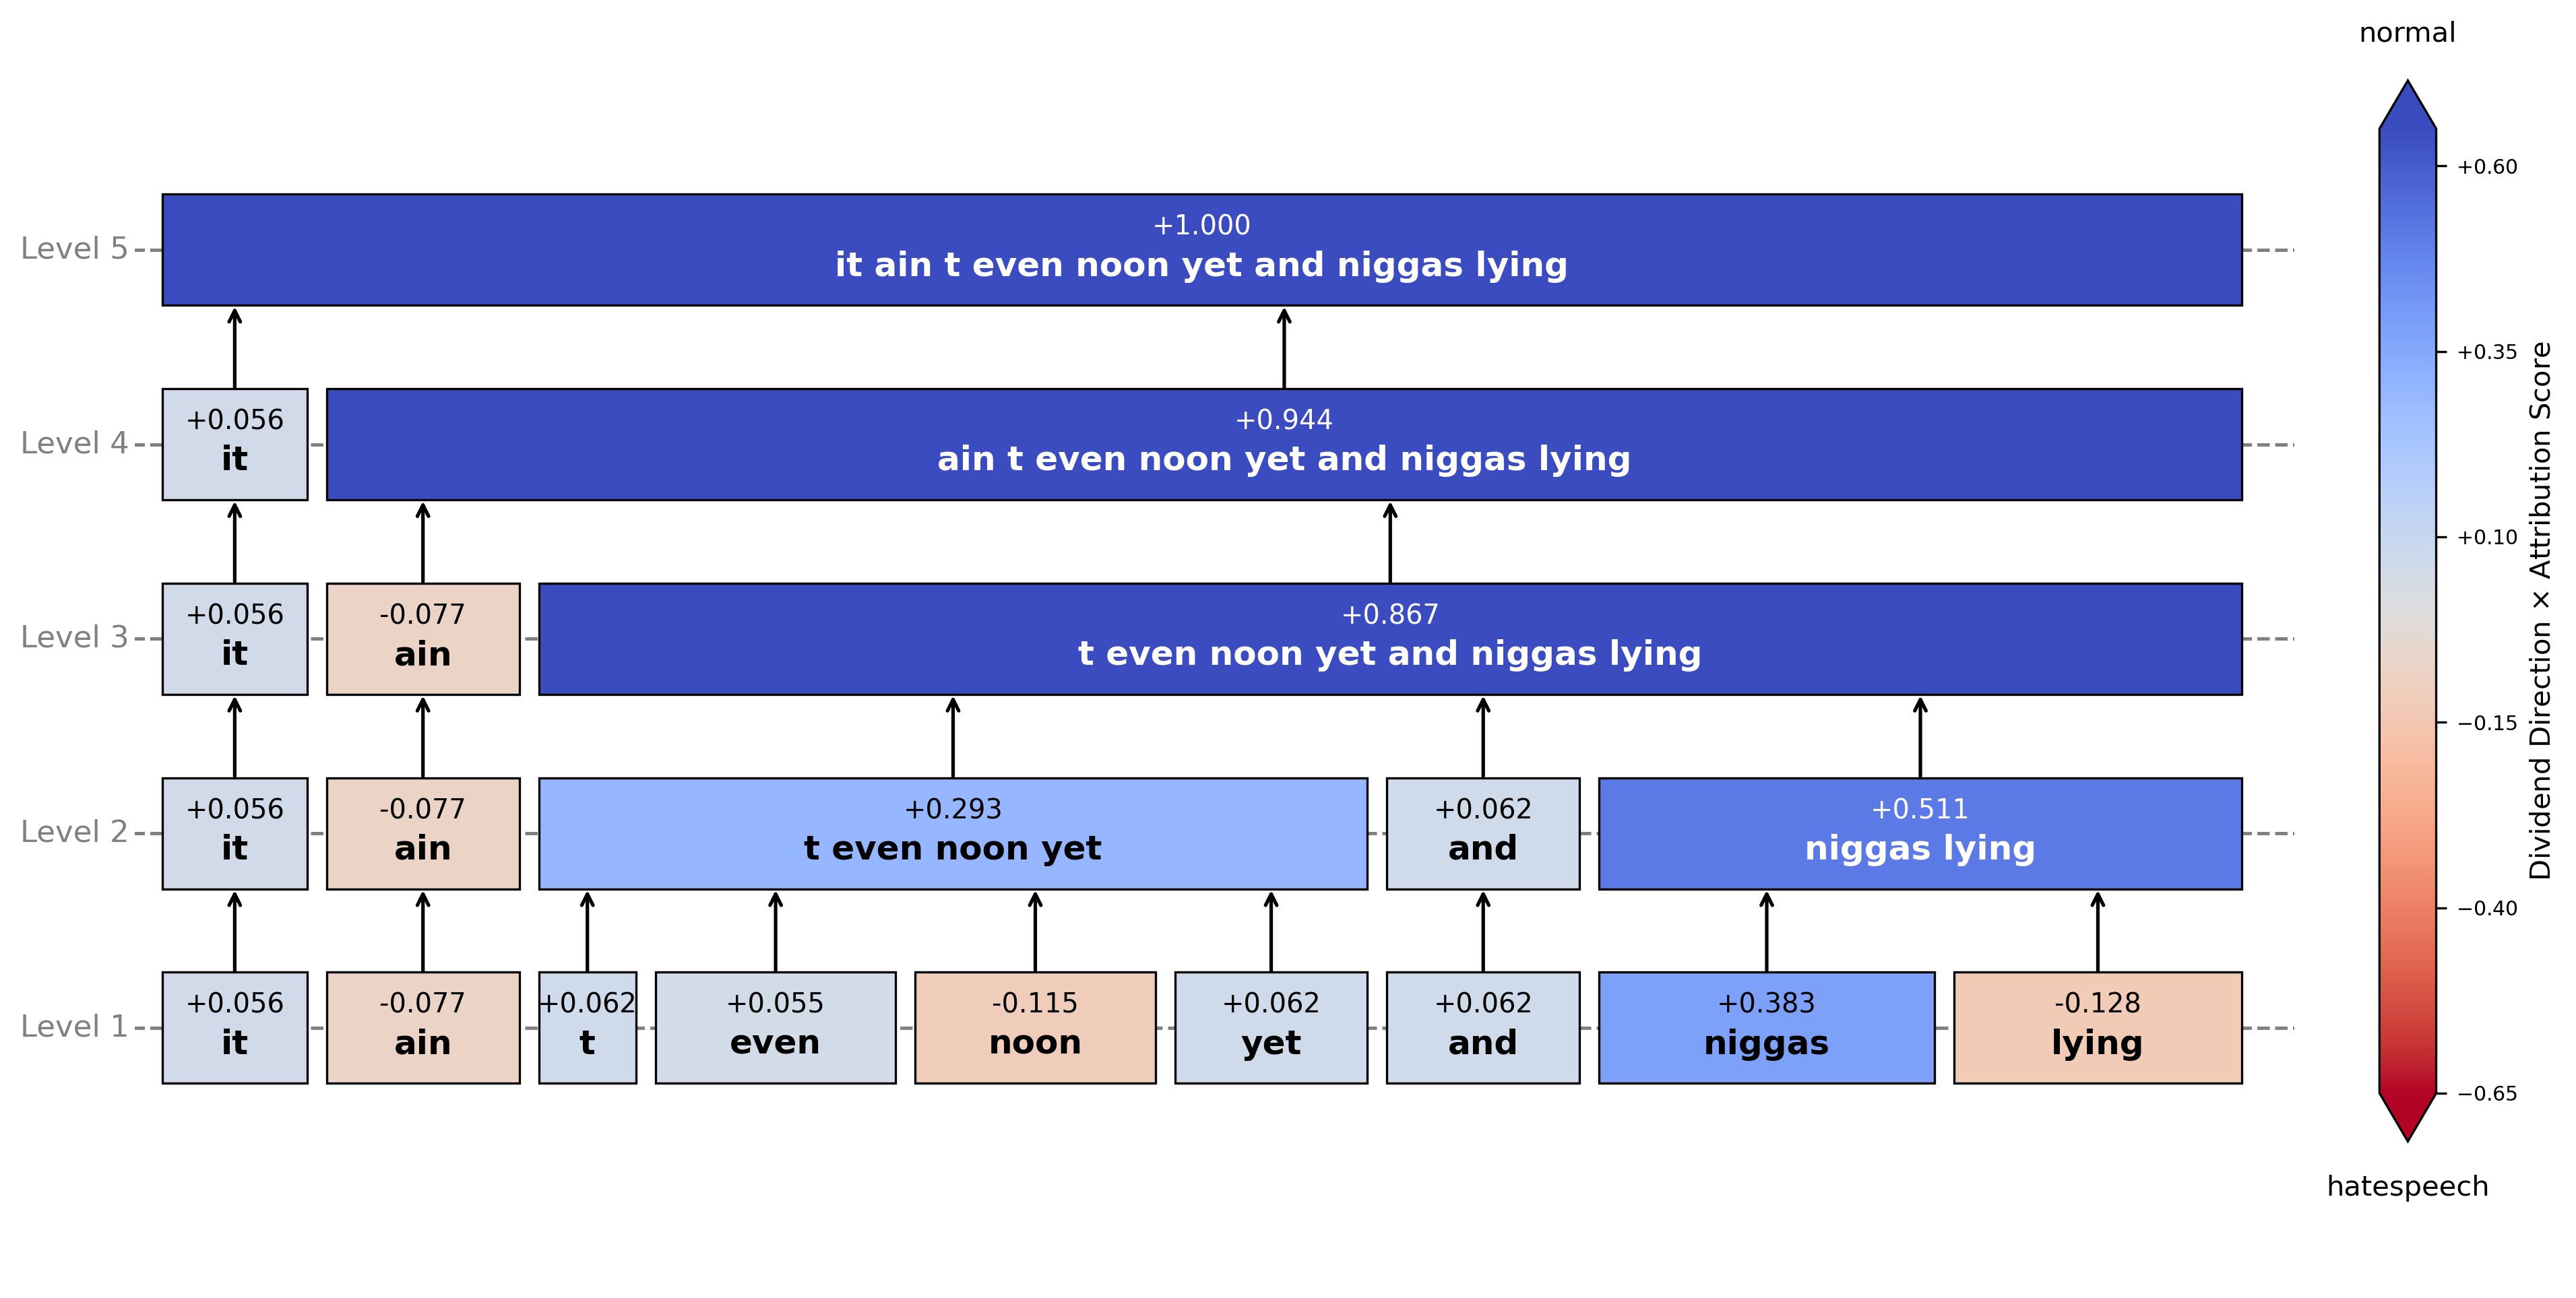 normal
+0.60
+0.35
+0.10
−0.15
−0.40
−0.65
hatespeech
Dividend Direction × Attribution Score
Level 5
+1.000
it ain t even noon yet and niggas lying
Level 4
+0.056
it
+0.944
ain t even noon yet and niggas lying
Level 3
+0.056
it
-0.077
ain
+0.867
t even noon yet and niggas lying
Level 2
+0.056
it
-0.077
ain
+0.293
t even noon yet
+0.062
and
+0.511
niggas lying
Level 1
+0.056
it
-0.077
ain
+0.062
t
+0.055
even
-0.115
noon
+0.062
yet
+0.062
and
+0.383
niggas
-0.128
lying